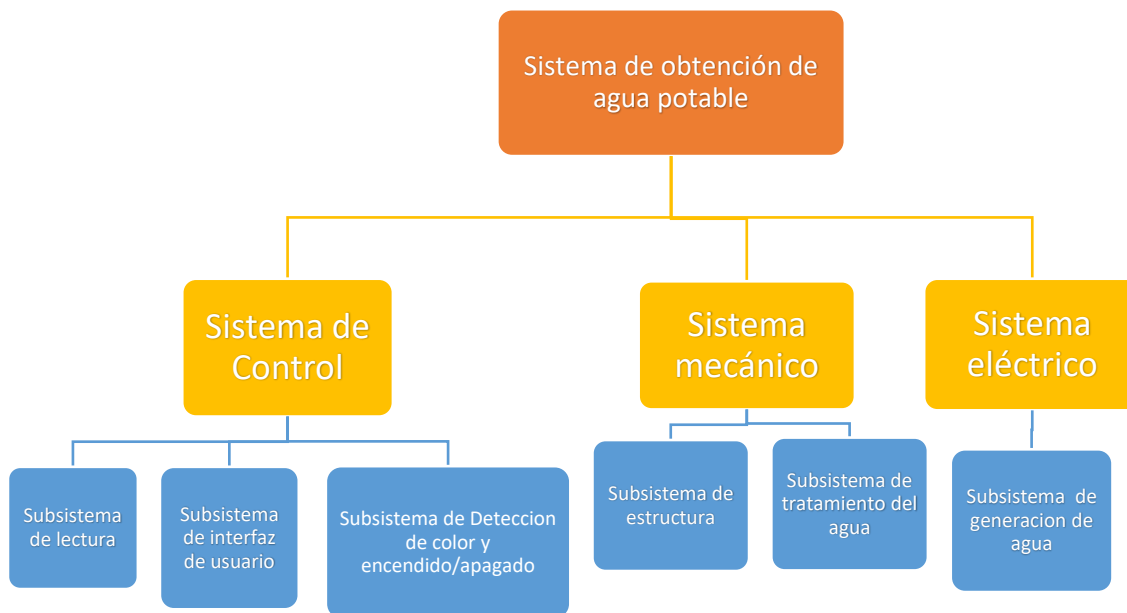 Sistema de obtención de
agua potable
Sistema de
Control
Sistema
mecánico
Sistema
eléctrico
Subsistema
de lectura
Subsistema
de interfaz
de usuario
Subsistema de Deteccion
de color y
encendido/apagado
Subsistema de
estructura
Subsistema de
tratamiento del
agua
Subsistema de
generacion de
agua